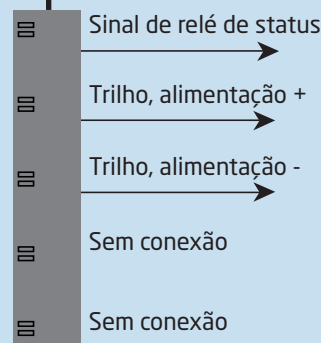 Sinal de relé de status
Trilho, alimentação +
Trilho, alimentação -
Sem conexão
Sem conexão